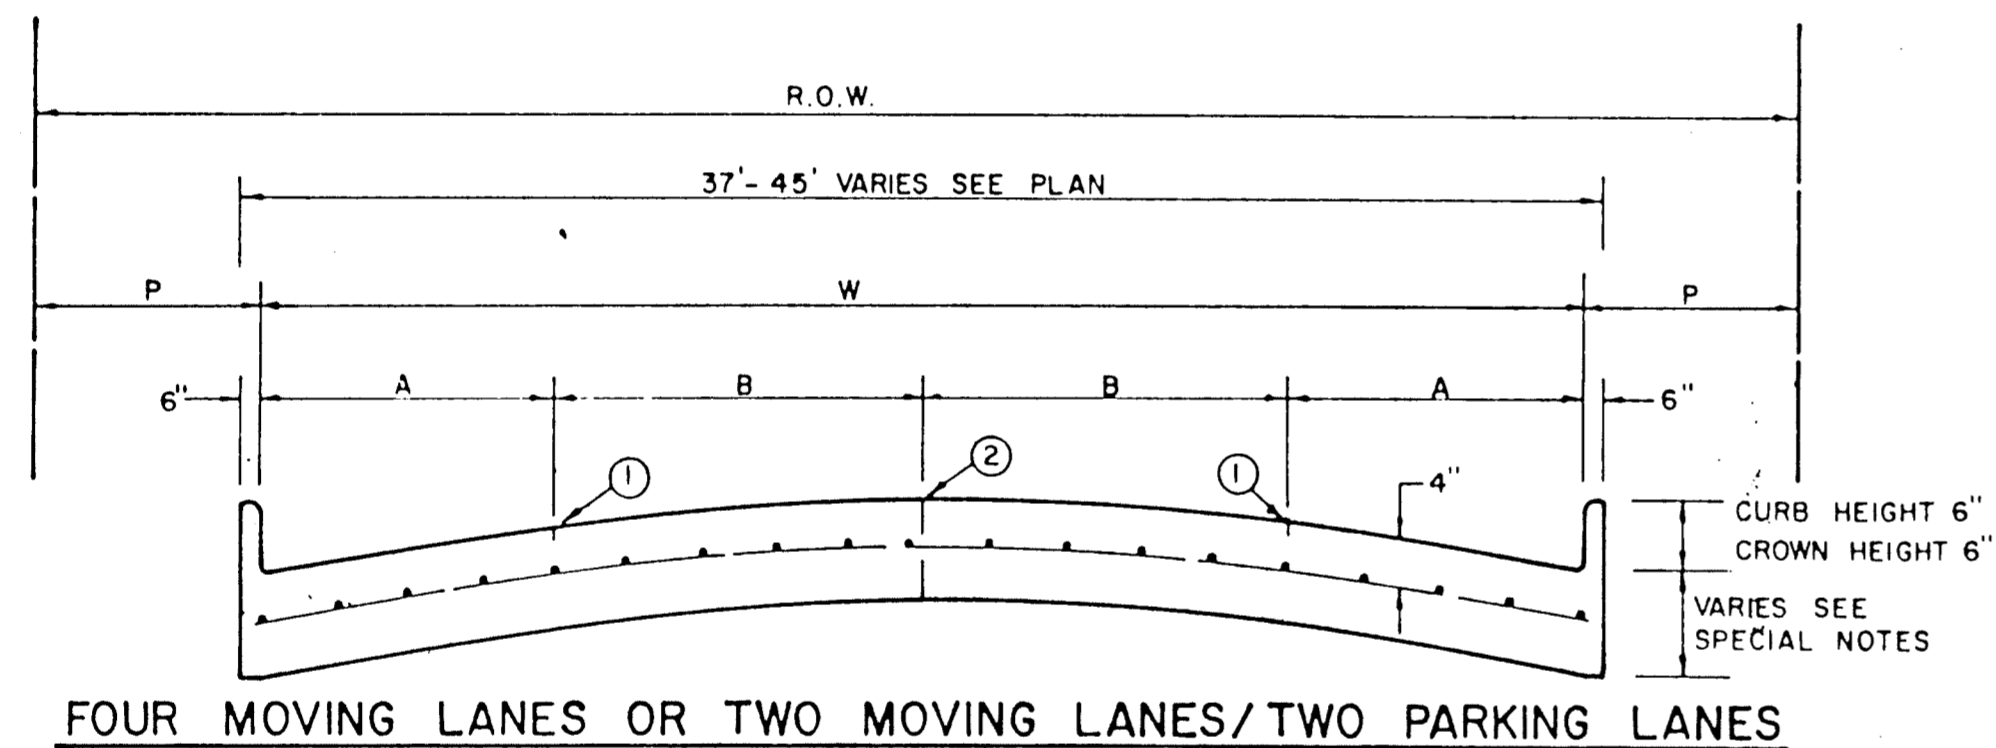 R.O.W.
37'- 45' VARIES SEE PLAN
P W P
6" A B B A 6"
1 2 1 4"
CURB HEIGHT 6"
CROWN HEIGHT 6"
VARIES SEE
SPECIAL NOTES
FOUR MOVING LANES OR TWO MOVING LANES/TWO PARKING LANES